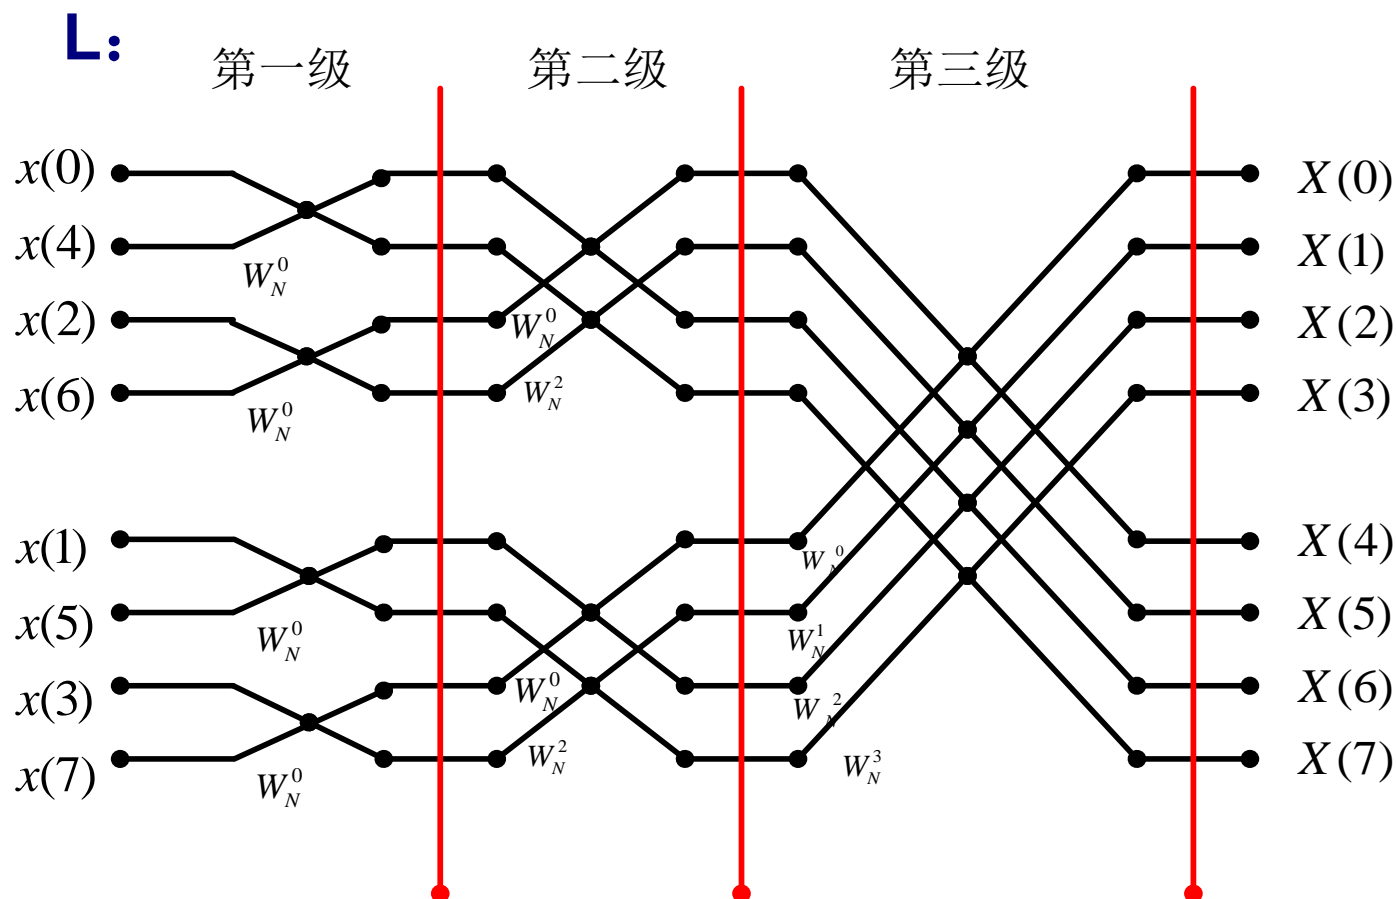 L：
第一级 第二级 第三级
x(0) X(0)
x(4) X(1)
W_N^0
x(2) W_N^0 X(2)
x(6) W_N^2 X(3)
W_N^0
x(1) W_N^0 X(4)
x(5) W_N^0 W_N^1 X(5)
x(3) W_N^0 W_N^2 X(6)
x(7) W_N^0 W_N^2 W_N^3 X(7)